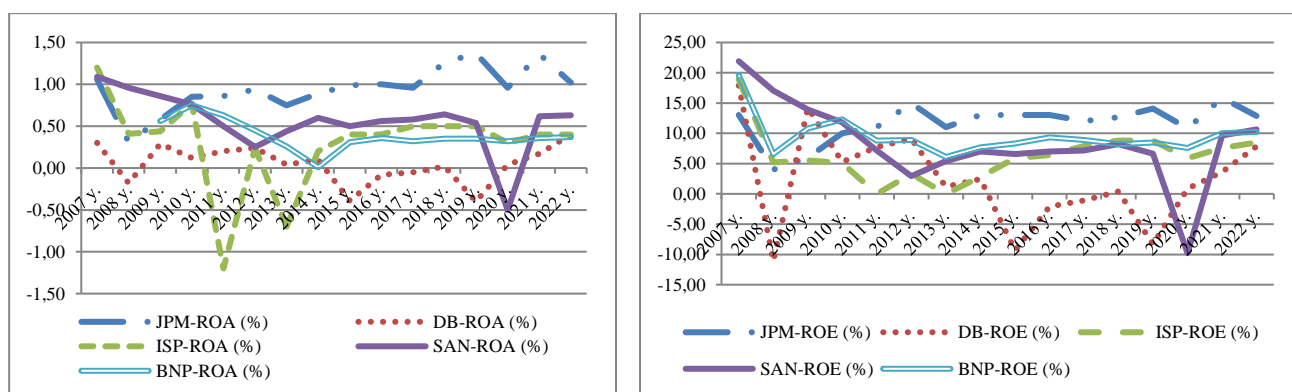 1,50
1,00
0,50
0,00
-0,50
-1,00
-1,50
2007 y.
2008 y.
2009 y.
2010 y.
2011 y.
2012 y.
2013 y.
2014 y.
2015 y.
2016 y.
2017 y.
2018 y.
2019 y.
2020 y.
2021 y.
2022 y.
JPM-ROA (%) DB-ROA (%)
ISP-ROA (%) SAN-ROA (%)
BNP-ROA (%)
25,00
20,00
15,00
10,00
5,00
0,00
-5,00
-10,00
-15,00
2007 y.
2008 y.
2009 y.
2010 y.
2011 y.
2012 y.
2013 y.
2014 y.
2015 y.
2016 y.
2017 y.
2018 y.
2019 y.
2020 y.
2021 y.
2022 y.
JPM-ROE (%) DB-ROE (%) ISP-ROE (%)
SAN-ROE (%) BNP-ROE (%)